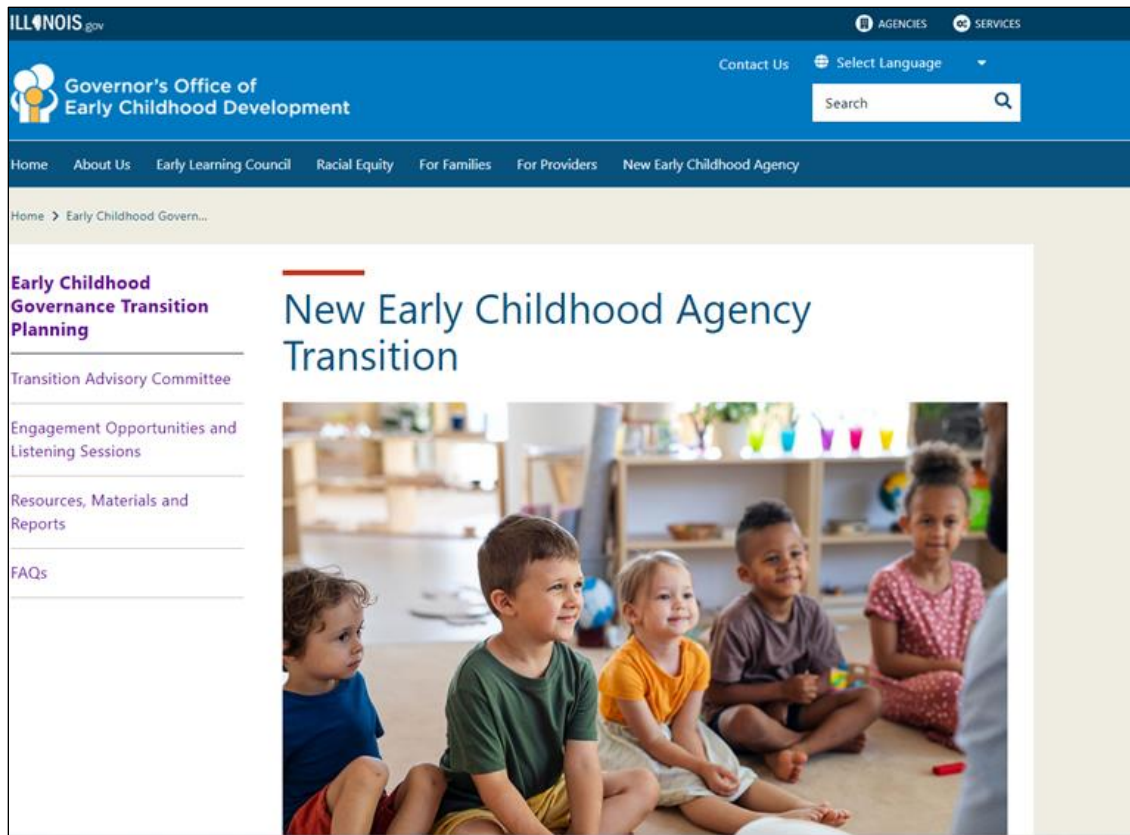 ILLINOIS.gov
AGENCIES SERVICES
Contact Us Select Language
Governor's Office of
Early Childhood Development
Search
Home About Us Early Learning Council Racial Equity For Families For Providers New Early Childhood Agency
Home > Early Childhood Govern...
Early Childhood
Governance Transition
Planning
Transition Advisory Committee
Engagement Opportunities and
Listening Sessions
Resources, Materials and
Reports
FAQs
New Early Childhood Agency
Transition